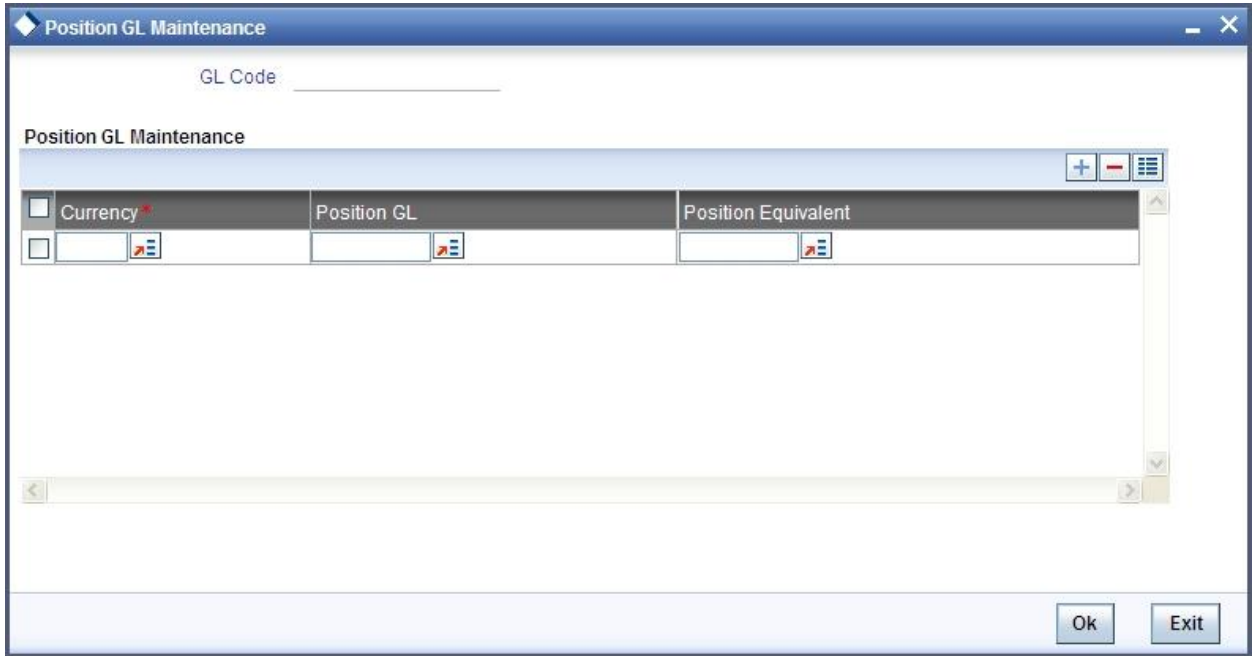 Position GL Maintenance
GL Code
Position GL Maintenance
Currency* Position GL Position Equivalent
Ok Exit